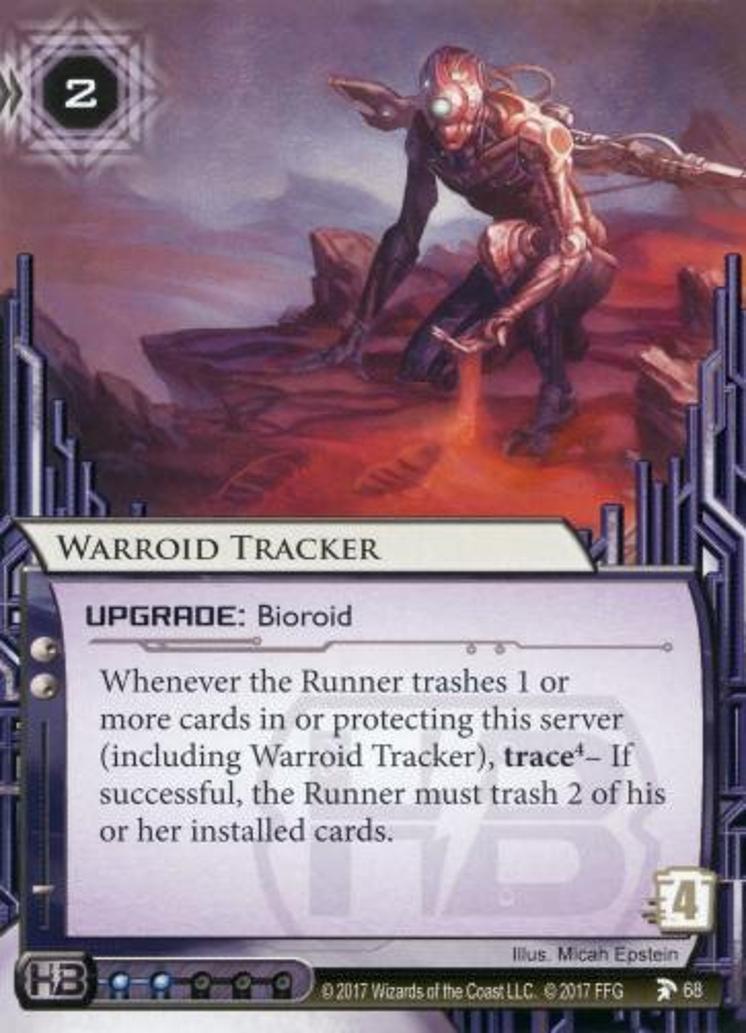 2
WARROID TRACKER
UPGRADE: Bioroid
Whenever the Runner trashes 1 or
more cards in or protecting this server
(including Warroid Tracker), trace⁴– If
successful, the Runner must trash 2 of his
or her installed cards.
4
Illus. Micah Epstein
HB
© 2017 Wizards of the Coast LLC. © 2017 FFG 68